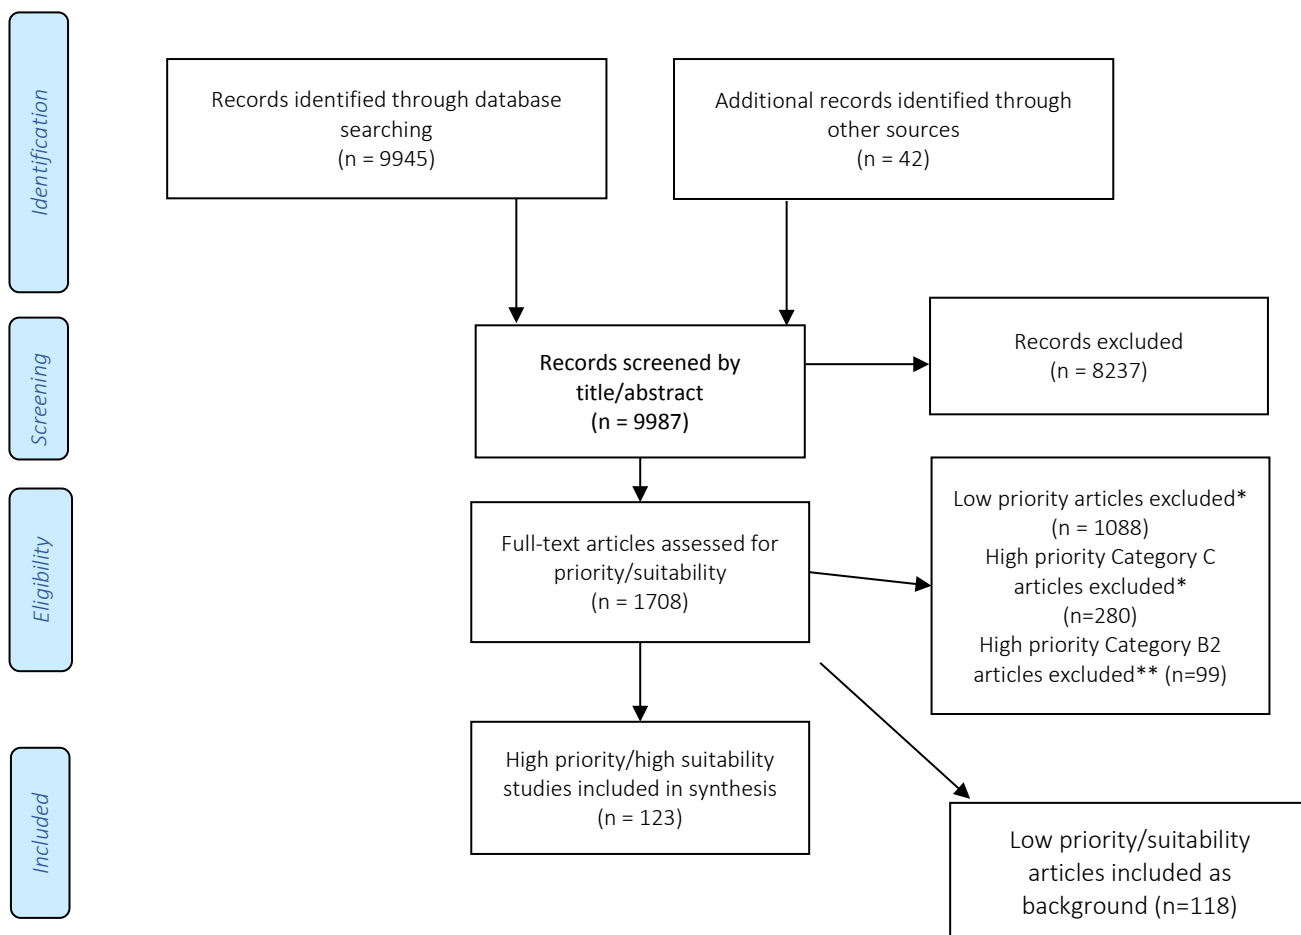 Identification
Records identified through database
searching
(n = 9945)
Additional records identified through
other sources
(n = 42)
Screening
Records screened by
title/abstract
(n = 9987)
Records excluded
(n = 8237)
Eligibility
Full-text articles assessed for
priority/suitability
(n = 1708)
Low priority articles excluded*
(n = 1088)
High priority Category C
articles excluded*
(n=280)
High priority Category B2
articles excluded** (n=99)
Included
High priority/high suitability
studies included in synthesis
(n = 123)
Low priority/suitability
articles included as
background (n=118)